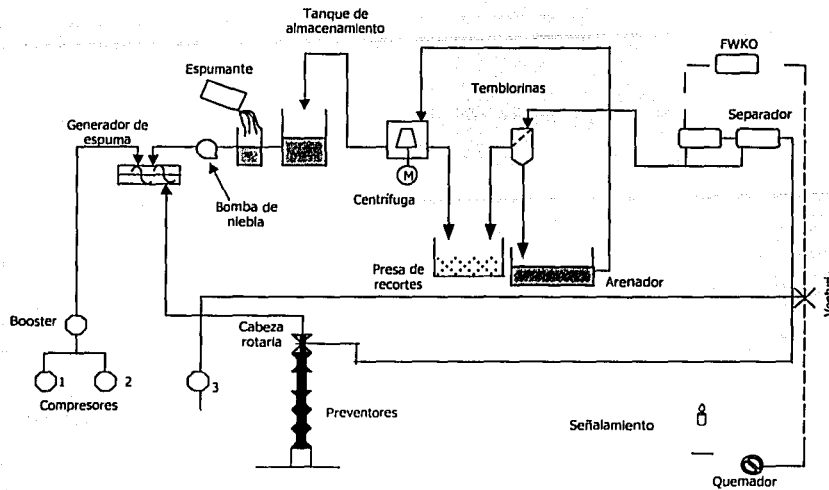 Tanque de
almacenamiento
FWKO
Espumante
Temblorinas
Separador
Generador de
espuma
M
Centrífuga
Bomba de
niebla
Presa de
recortes
Arenador
Booster
Cabeza
rotaria
1
2
3
Compresores
Preventores
Señalamiento
Quemador